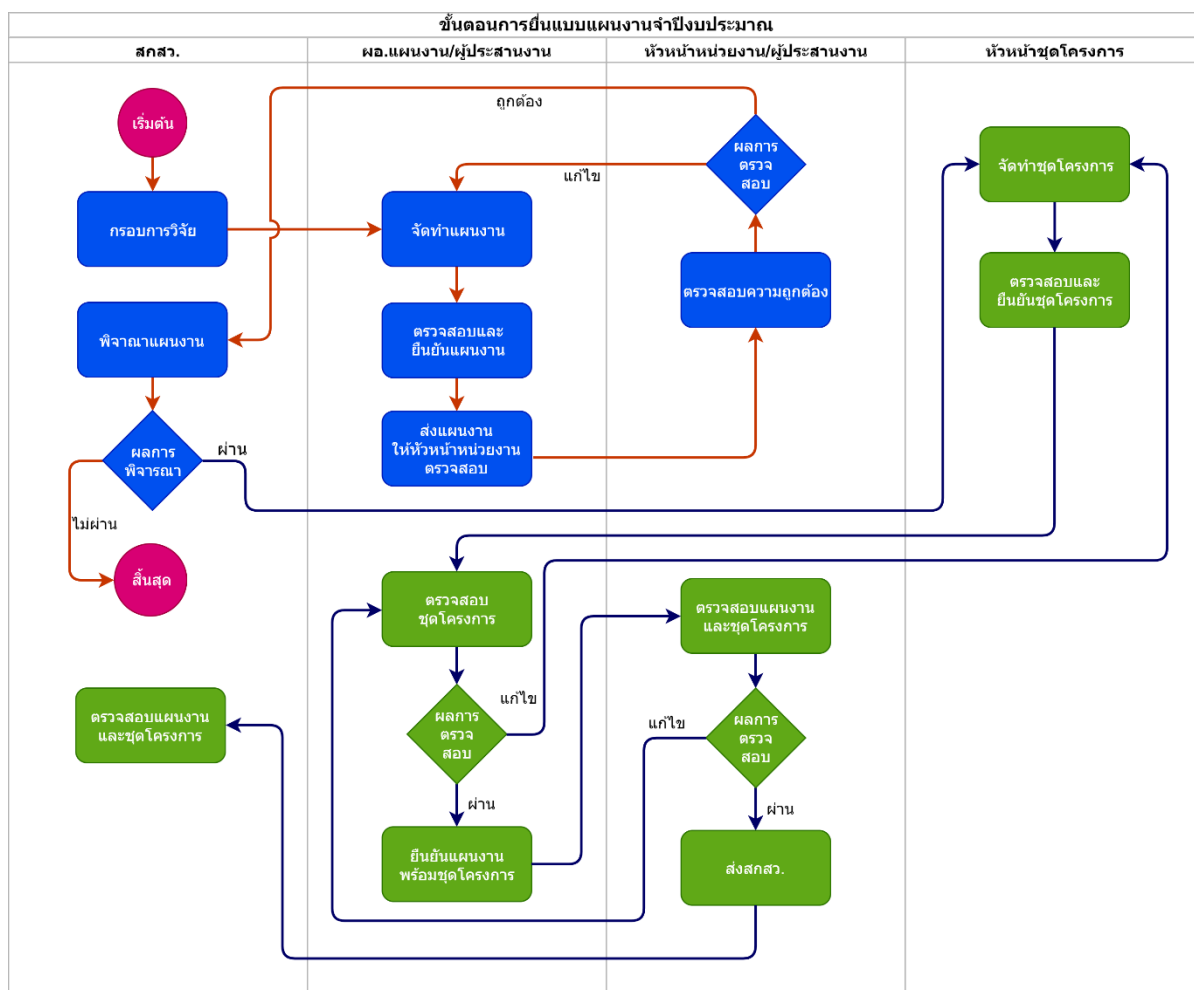 ขั้นตอนการยื่นแบบแผนงานจำปีงบประมาณ
สกสว.
ผอ.แผนงาน/ผู้ประสานงาน
หัวหน้าหน่วยงาน/ผู้ประสานงาน
หัวหน้าชุดโครงการ
เริ่มต้น
กรอบการวิจัย
พิจาณาแผนงาน
ผลการ
พิจารณา
ผ่าน
ไม่ผ่าน
สิ้นสุด
ตรวจสอบแผนงาน
และชุดโครงการ
ถูกต้อง
แก้ไข
จัดทำแผนงาน
ตรวจสอบและ
ยืนยันแผนงาน
ส่งแผนงาน
ให้หัวหน้าหน่วยงาน
ตรวจสอบ
ตรวจสอบ
ชุดโครงการ
ผลการ
ตรวจ
สอบ
แก้ไข
ผ่าน
ยืนยันแผนงาน
พร้อมชุดโครงการ
ผลการ
ตรวจ
สอบ
ตรวจสอบความถูกต้อง
ตรวจสอบแผนงาน
และชุดโครงการ
แก้ไข
ผลการ
ตรวจ
สอบ
ผ่าน
ส่งสกสว.
จัดทำชุดโครงการ
ตรวจสอบและ
ยืนยันชุดโครงการ